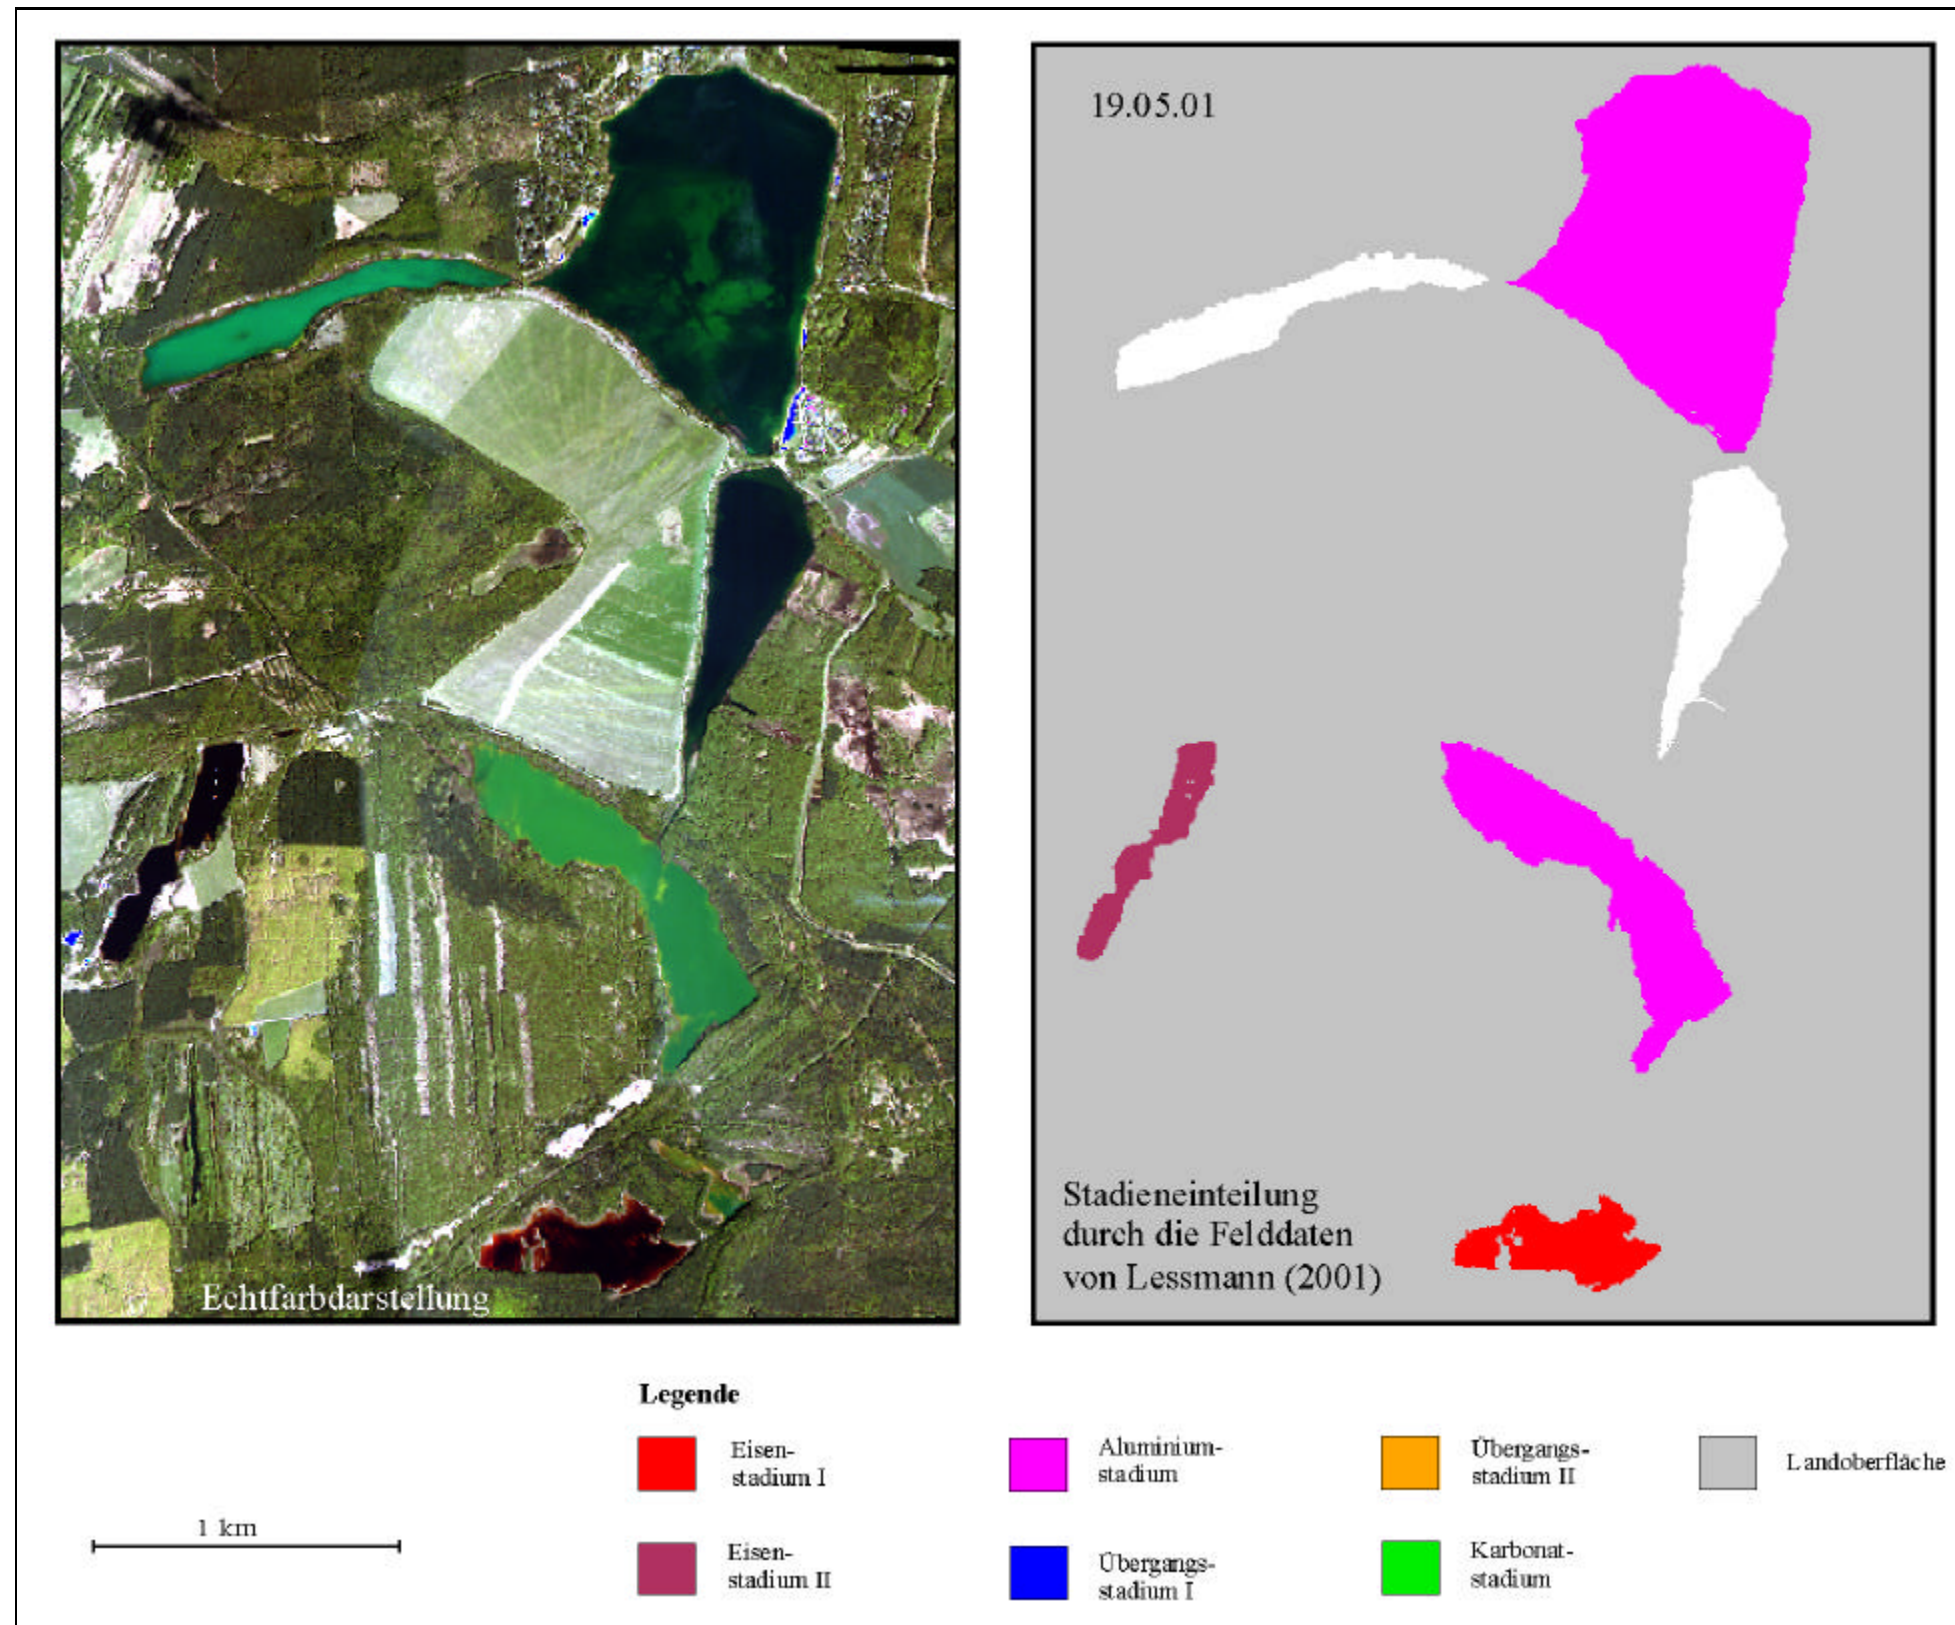 19.05.01
Stadieneinteilung
durch die Felddaten
von Lessmann (2001)
Echtfarbdarstellung
Legende
Eisen-
stadium I
Aluminium-
stadium
Übergangs-
stadium II
Landoberfläche
1 km
Eisen-
stadium II
Übergangs-
stadium I
Karbonat-
stadium